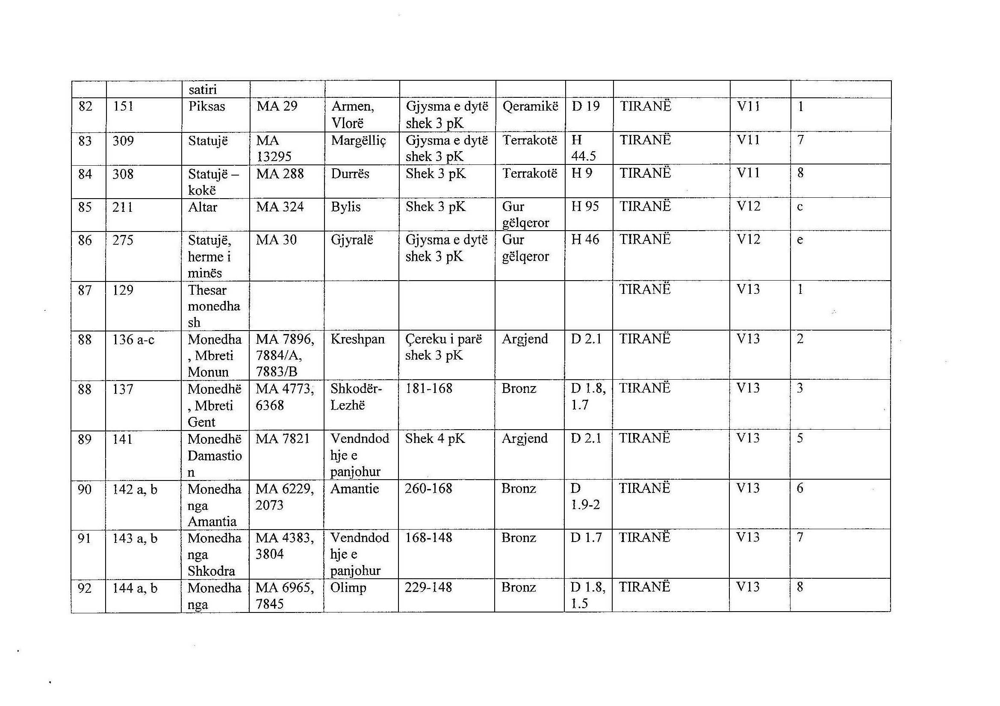 satiri
82 151 Piksas MA 29 Armen, Gjysma e dytë Qeramikë D 19 TIRANË V11 1
Vlorë shek 3 pK
83 309 Statujë MA Margëlliç Gjysma e dytë Terrakotë H TIRANË V11 7
13295 shek 3 pK 44.5
84 308 Statujë – MA 288 Durrës Shek 3 pK Terrakotë H 9 TIRANË V11 8
kokë
85 211 Altar MA 324 Bylis Shek 3 pK Gur H 95 TIRANË V12 c
gëlqeror
86 275 Statujë, MA 30 Gjyralë Gjysma e dytë Gur H 46 TIRANË V12 e
herme i shek 3 pK gëlqeror
minës
87 129 Thesar TIRANË V13 1
monedha
sh
88 136 a-c Monedha MA 7896, Kreshpan Çereku i parë Argjend D 2.1 TIRANË V13 2
, Mbreti 7884/A, shek 3 pK
Monun 7883/B
88 137 Monedhë MA 4773, Shkodër- 181-168 Bronz D 1.8, TIRANË V13 3
, Mbreti 6368 Lezhë 1.7
Gent
89 141 Monedhë MA 7821 Vendndod Shek 4 pK Argjend D 2.1 TIRANË V13 5
Damastio hje e
n panjohur
90 142 a, b Monedha MA 6229, Amantie 260-168 Bronz D TIRANË V13 6
nga 2073 1.9-2
Amantia
91 143 a, b Monedha MA 4383, Vendndod 168-148 Bronz D 1.7 TIRANË V13 7
nga 3804 hje e
Shkodra panjohur
92 144 a, b Monedha MA 6965, Olimp 229-148 Bronz D 1.8, TIRANË V13 8
nga 7845 1.5